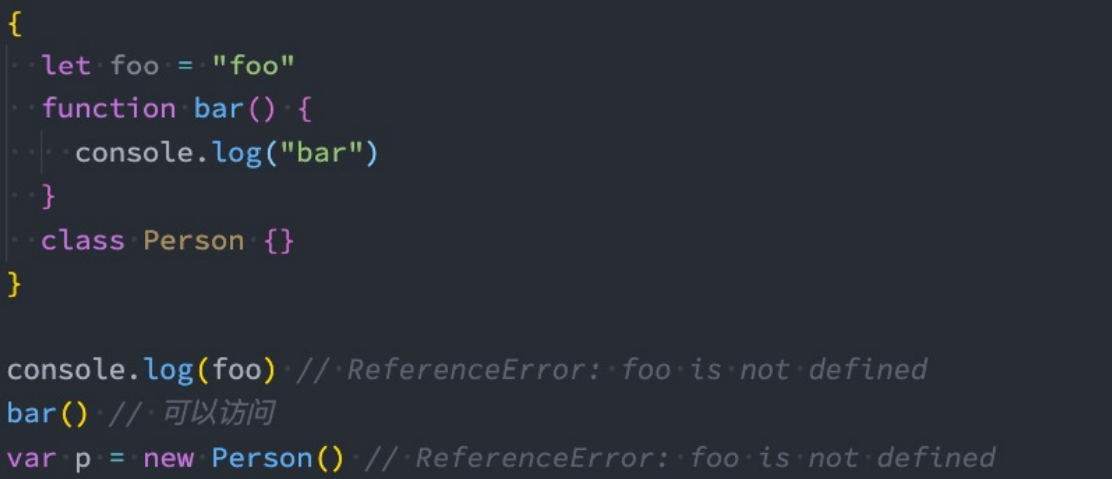 {
  let foo = "foo"
  function bar() {
    console.log("bar")
  }
  class Person {}
}

console.log(foo) // ReferenceError: foo is not defined
bar() // 可以访问
var p = new Person() // ReferenceError: foo is not defined